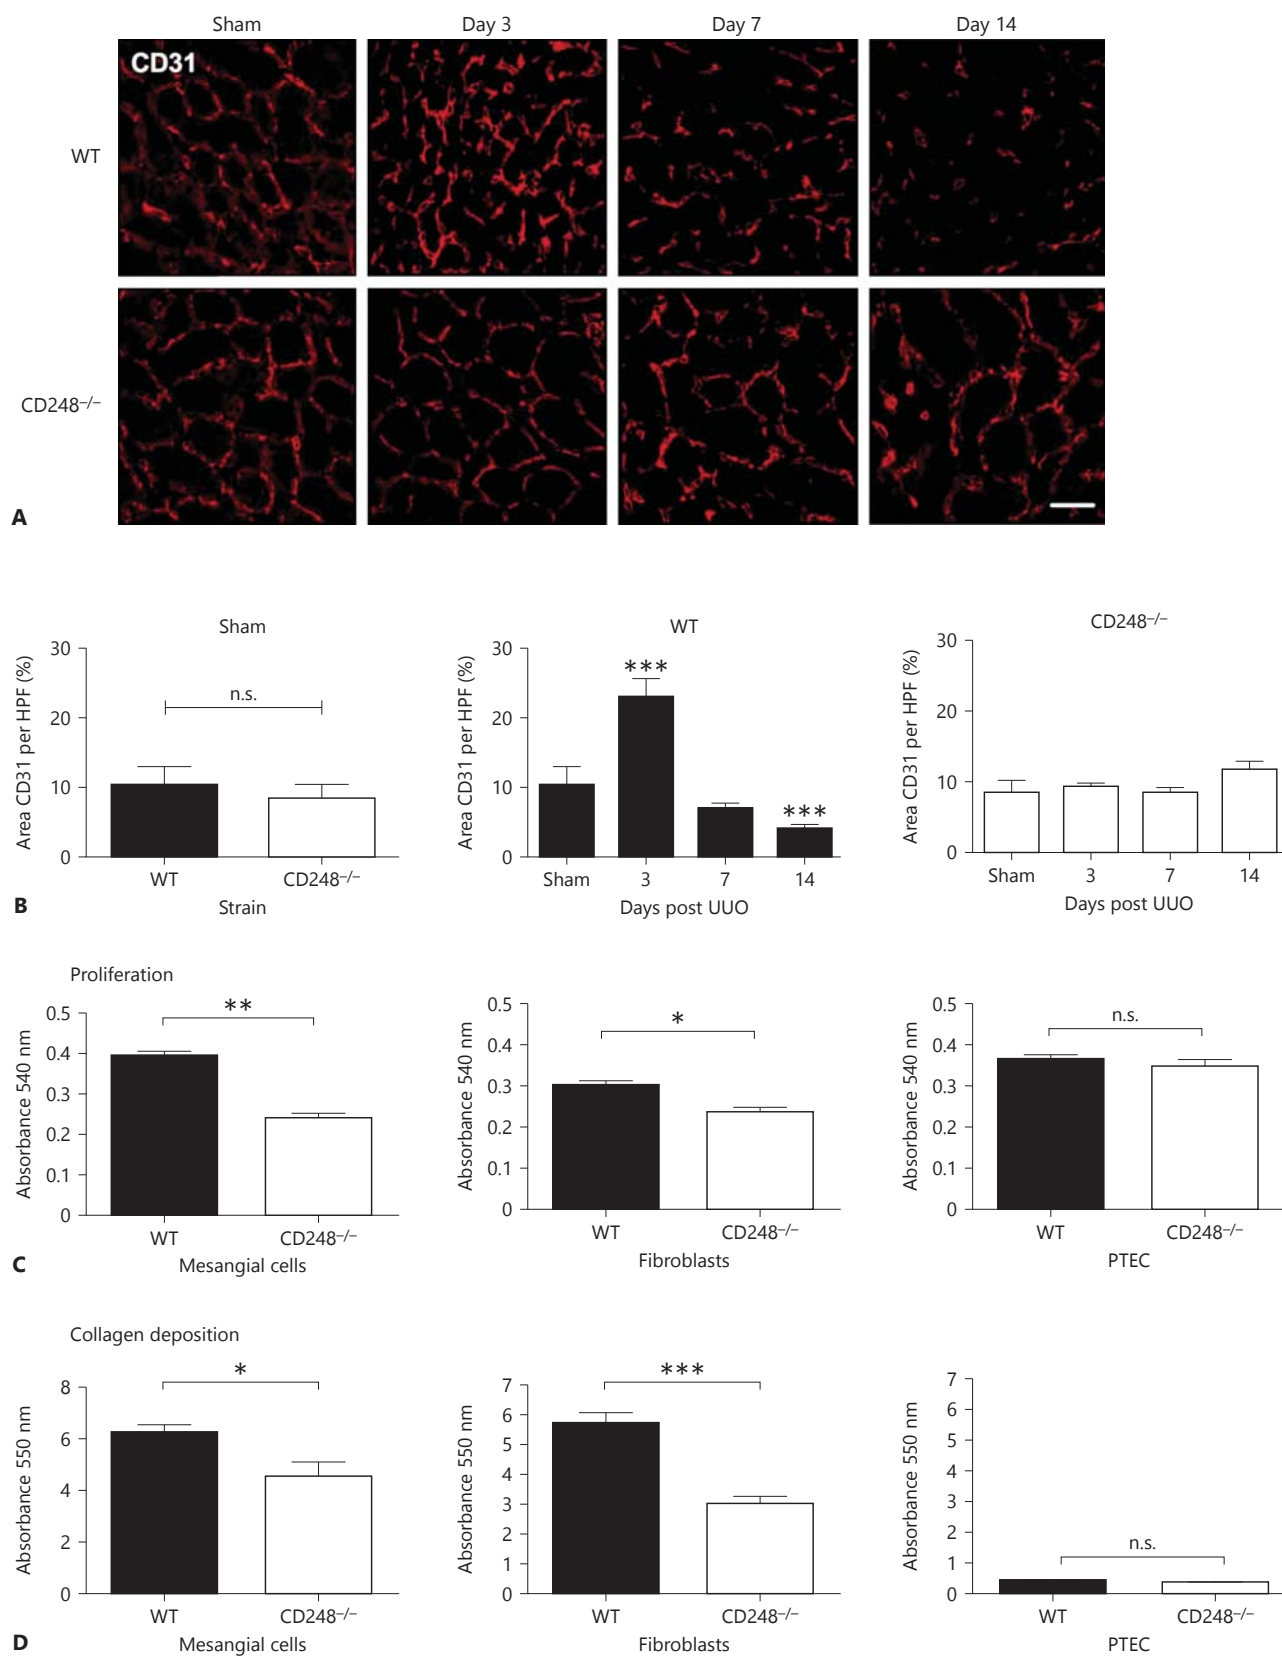 Sham Day 3 Day 7 Day 14
CD31
WT
CD248–/–
A
Sham
Area CD31 per HPF (%)
30
20
10
0
n.s.
WT CD248–/–
Strain
WT
Area CD31 per HPF (%)
30
20
10
0
***
***
Sham 3 7 14
Days post UUO
CD248–/–
Area CD31 per HPF (%)
30
20
10
0
Sham 3 7 14
Days post UUO
B
Proliferation
Absorbance 540 nm
0.5
0.4
0.3
0.2
0.1
0
**
WT CD248–/–
Mesangial cells
Absorbance 540 nm
0.5
0.4
0.3
0.2
0.1
0
*
WT CD248–/–
Fibroblasts
Absorbance 540 nm
0.5
0.4
0.3
0.2
0.1
0
n.s.
WT CD248–/–
PTEC
C
Collagen deposition
Absorbance 550 nm
8
6
4
2
0
*
WT CD248–/–
Mesangial cells
Absorbance 550 nm
7
6
5
4
3
2
1
0
***
WT CD248–/–
Fibroblasts
Absorbance 550 nm
7
6
5
4
3
2
1
0
n.s.
WT CD248–/–
PTEC
D